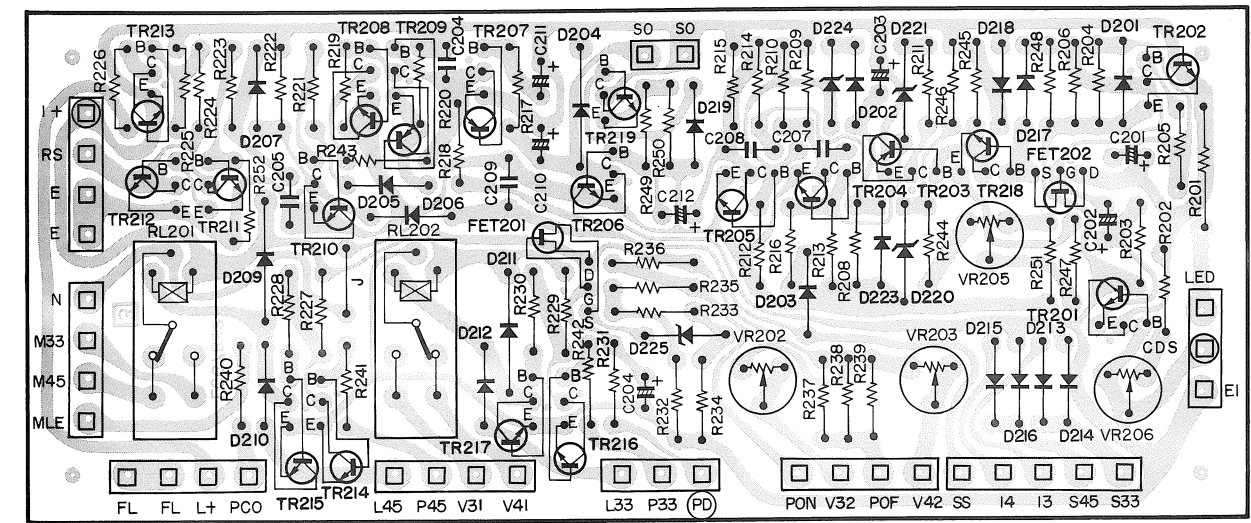 TR213 R223 R222 R219 TR208 TR209 C204 TR207 C211 D204 SO SO R215 R214 R210 R209 D224 C203 D221 R211 R245 D218 R248 R206 R204 D201 TR202
R226 B C E
R224 D207 R221 R220 R217 TR219 D219 D202 R246 D217 C201 R205
I+
R225 R252 C205 R243 R218 R249 R250 C208 C207 FET202
RS
TR212 TR211 D205 C209 C210 C212 TR204 TR203 TR218 S G D R201
E
RL201 TR210 D206 RL202 FET201 TR206 TR205 C202 R203 R202
E
D209 R228 R227 J D211 R230 R229 R236 R212 R216 R213 R208 R244 VR205 R251 R247 LED
N
R235 D203 D223 D220 TR201
D G S
R233
M33
R240 R241 D212 R242 R231 D225 VR202 VR203 D215 D213 CDS
M45
C204 R232 R234 R237 R238 R239 EI
MLE
D210 TR217 TR216 D216 D214 VR206
TR215 TR214
FL FL L+ PCO L45 P45 V31 V41 L33 P33 PD PON V32 POF V42 SS I4 I3 S45 S33